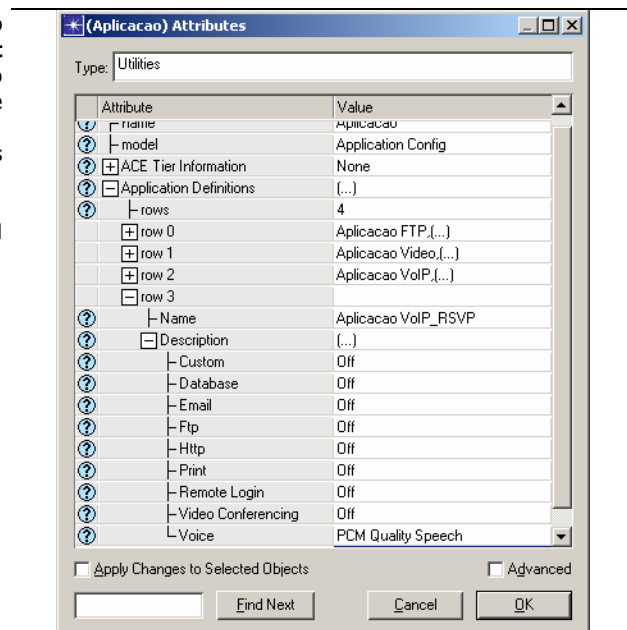 (Aplicacao) Attributes
Type: Utilities
Attribute Value
name Aplicacao
model Application Config
ACE Tier Information None
Application Definitions (...)
rows 4
row 0 Aplicacao FTP,(...)
row 1 Aplicacao Video,(...)
row 2 Aplicacao VoIP,(...)
row 3
Name Aplicacao VoIP_RSVP
Description (...)
Custom Off
Database Off
Email Off
Ftp Off
Http Off
Print Off
Remote Login Off
Video Conferencing Off
Voice PCM Quality Speech
Apply Changes to Selected Objects Advanced
Find Next Cancel OK